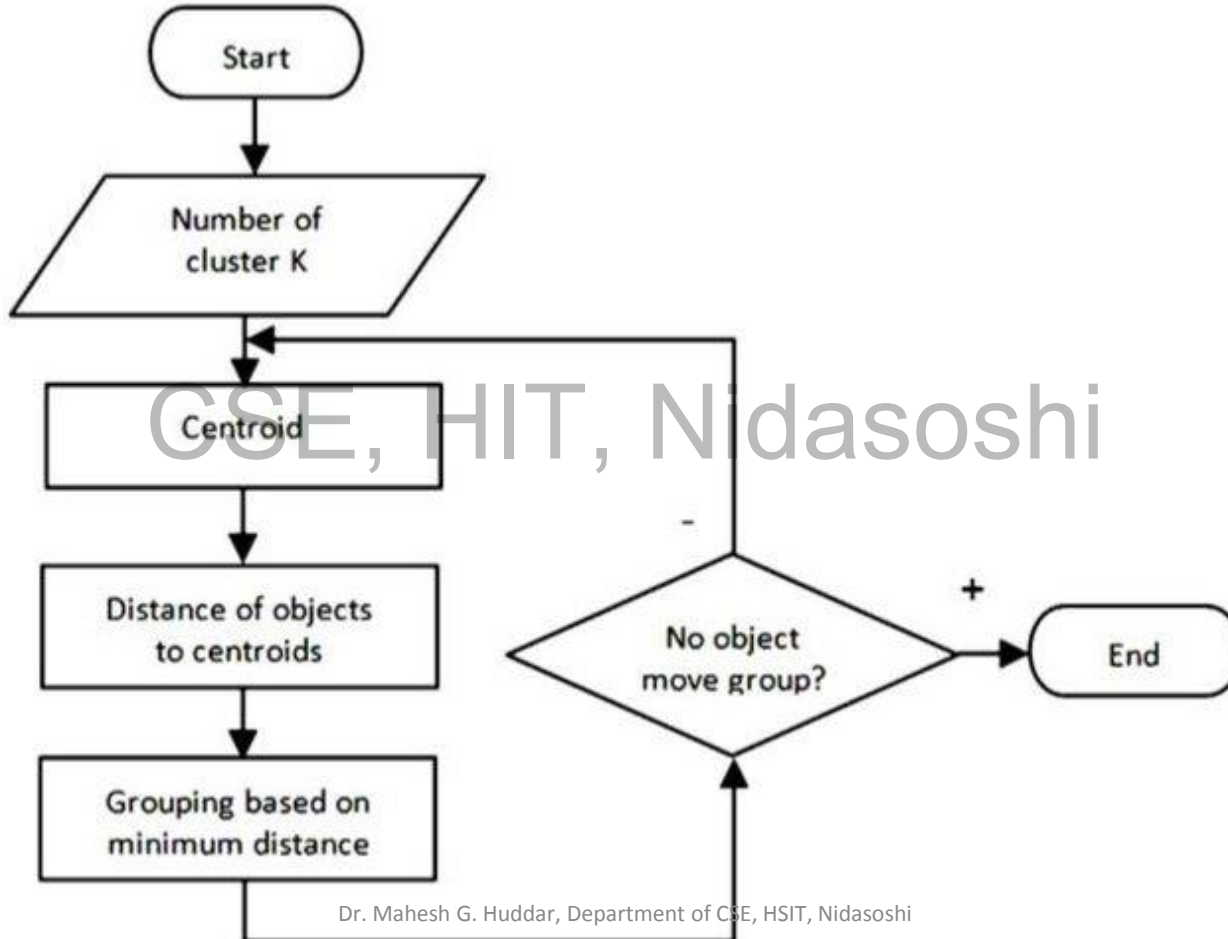 Start
Number of
cluster K
Centroid
CSE, HIT, Nidasoshi
Distance of objects
to centroids
Grouping based on
minimum distance
-
No object
move group?
+
End
Dr. Mahesh G. Huddar, Department of CSE, HSIT, Nidasoshi